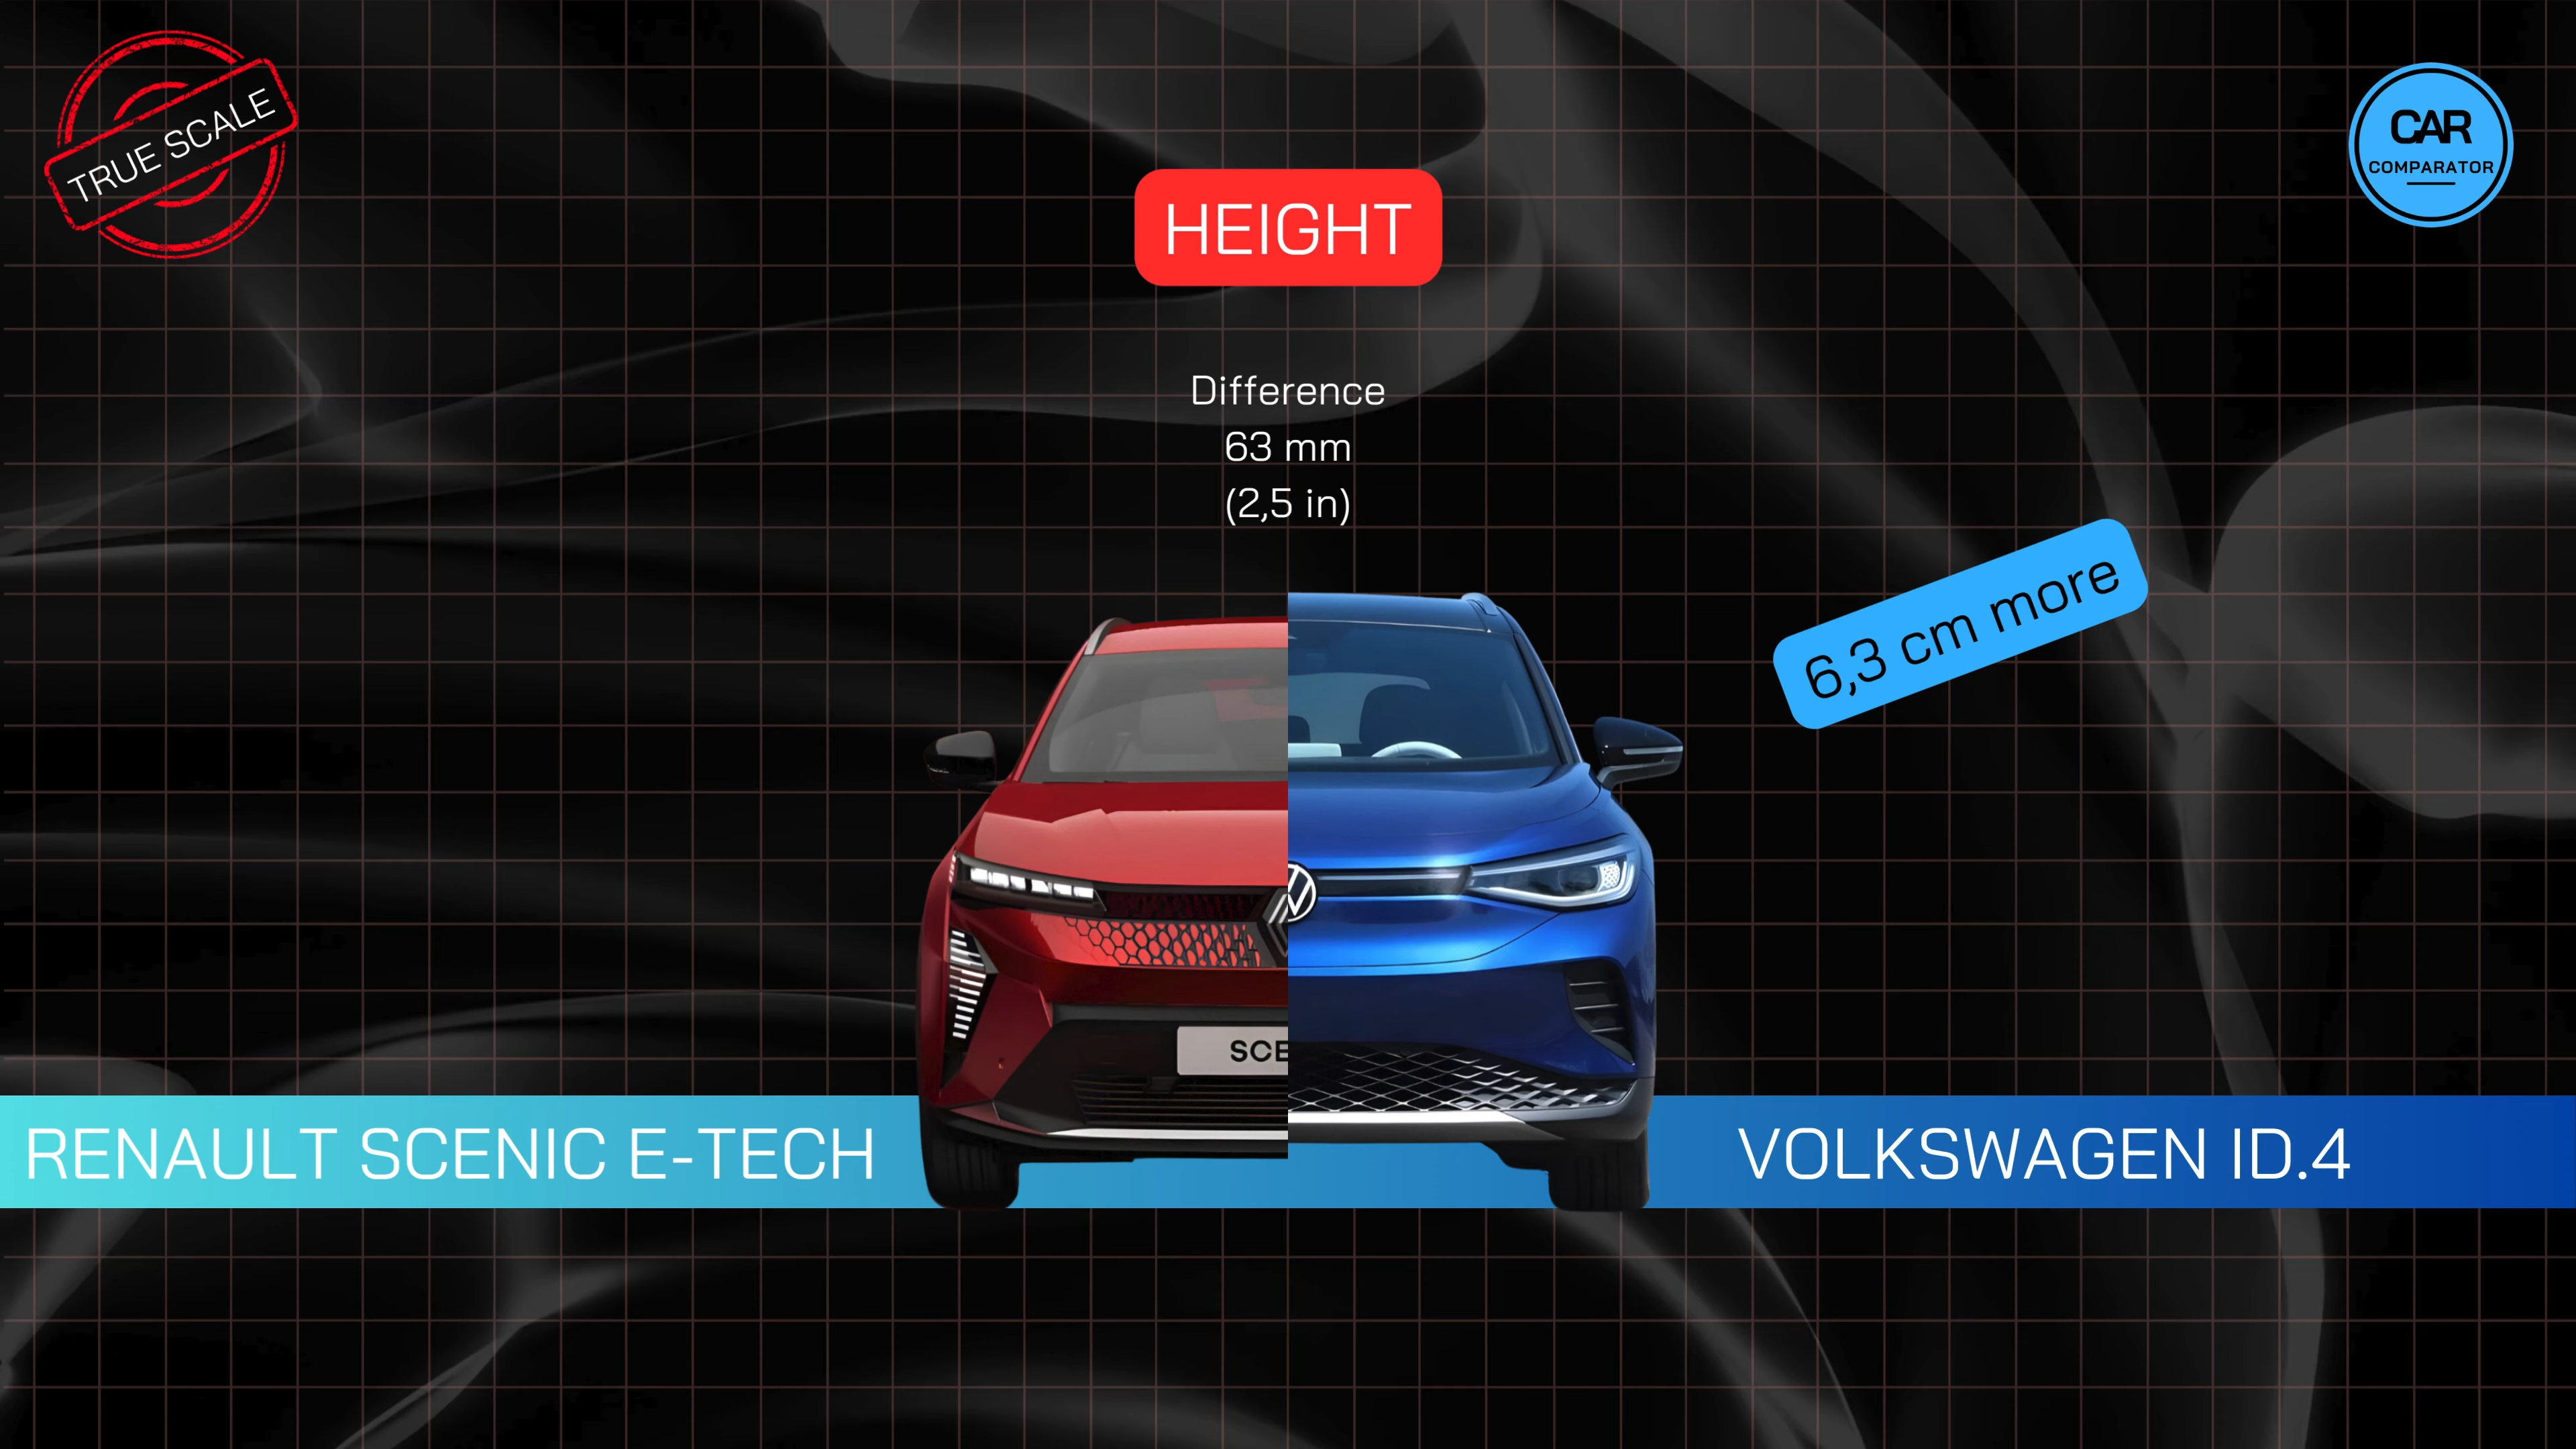 TRUE SCALE
CAR
COMPARATOR
HEIGHT
Difference
63 mm
(2,5 in)
6,3 cm more
SCE
RENAULT SCENIC E-TECH
VOLKSWAGEN ID.4